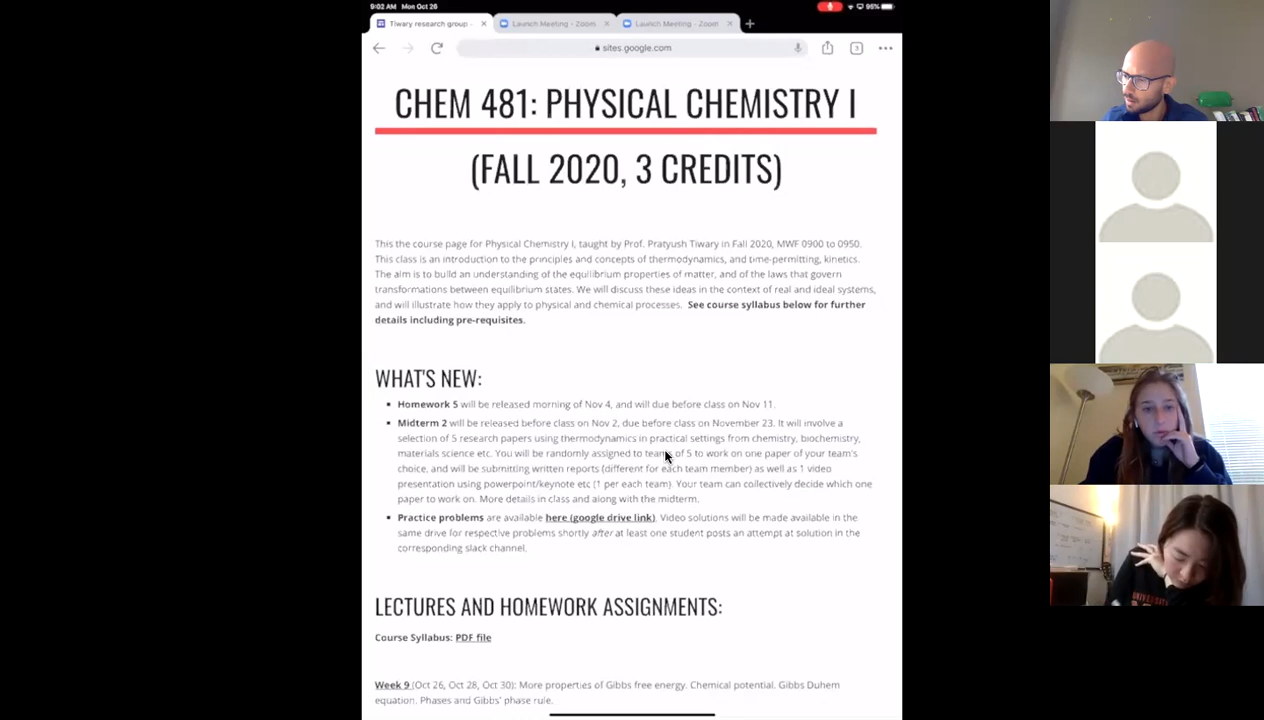 9:02 AM Mon Oct 26
96%
Tiwary research group -
Launch Meeting - Zoom
Launch Meeting - Zoom
sites.google.com
3
CHEM 481: PHYSICAL CHEMISTRY I
(FALL 2020, 3 CREDITS)
This the course page for Physical Chemistry I, taught by Prof. Pratyush Tiwary in Fall 2020, MWF 0900 to 0950.
This class is an introduction to the principles and concepts of thermodynamics, and time-permitting, kinetics.
The aim is to build an understanding of the equilibrium properties of matter, and of the laws that govern
transformations between equilibrium states. We will discuss these ideas in the context of real and ideal systems,
and will illustrate how they apply to physical and chemical processes. See course syllabus below for further
details including pre-requisites.
WHAT'S NEW:
▪ Homework 5 will be released morning of Nov 4, and will due before class on Nov 11.
▪ Midterm 2 will be released before class on Nov 2, due before class on November 23. It will involve a
selection of 5 research papers using thermodynamics in practical settings from chemistry, biochemistry,
materials science etc. You will be randomly assigned to teams of 5 to work on one paper of your team's
choice, and will be submitting written reports (different for each team member) as well as 1 video
presentation using powerpoint/keynote etc (1 per each team). Your team can collectively decide which one
paper to work on. More details in class and along with the midterm.
▪ Practice problems are available here (google drive link). Video solutions will be made available in the
same drive for respective problems shortly after at least one student posts an attempt at solution in the
corresponding slack channel.
LECTURES AND HOMEWORK ASSIGNMENTS:
Course Syllabus: PDF file
Week 9 (Oct 26, Oct 28, Oct 30): More properties of Gibbs free energy. Chemical potential. Gibbs Duhem
equation. Phases and Gibbs' phase rule.